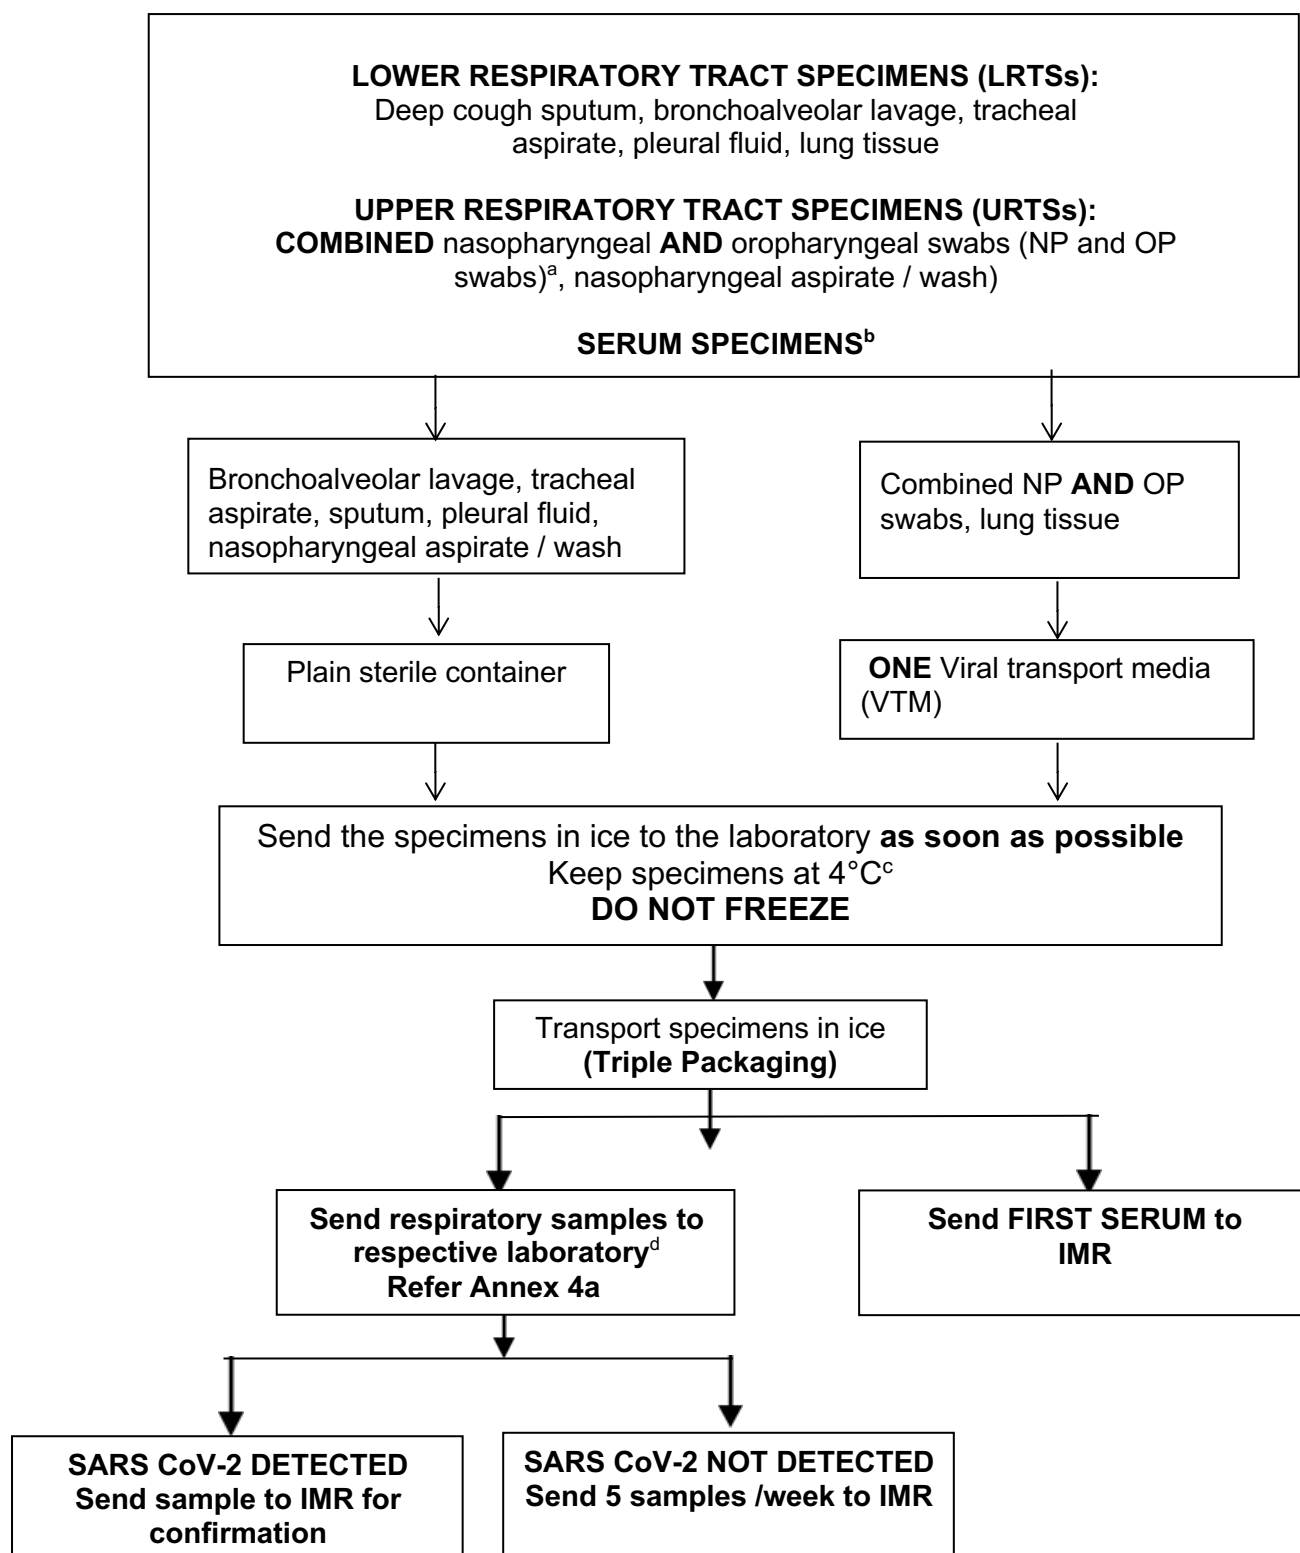 LOWER RESPIRATORY TRACT SPECIMENS (LRTSs):
Deep cough sputum, bronchoalveolar lavage, tracheal
aspirate, pleural fluid, lung tissue
UPPER RESPIRATORY TRACT SPECIMENS (URTSs):
COMBINED nasopharyngeal AND oropharyngeal swabs (NP and OP
swabs)ᵃ, nasopharyngeal aspirate / wash)
SERUM SPECIMENSᵇ
Bronchoalveolar lavage, tracheal
aspirate, sputum, pleural fluid,
nasopharyngeal aspirate / wash
Combined NP AND OP
swabs, lung tissue
Plain sterile container
ONE Viral transport media
(VTM)
Send the specimens in ice to the laboratory as soon as possible
Keep specimens at 4°Cᶜ
DO NOT FREEZE
Transport specimens in ice
(Triple Packaging)
Send respiratory samples to
respective laboratoryᵈ
Refer Annex 4a
Send FIRST SERUM to
IMR
SARS CoV-2 DETECTED
Send sample to IMR for
confirmation
SARS CoV-2 NOT DETECTED
Send 5 samples /week to IMR